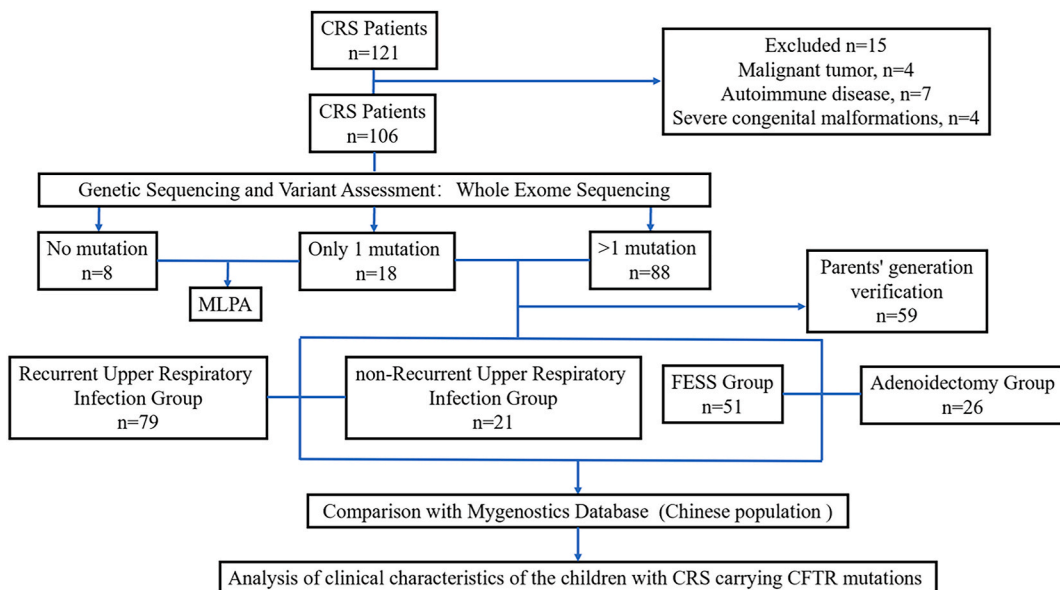 CRS Patients
n=121
Excluded n=15
Malignant tumor, n=4
Autoimmune disease, n=7
Severe congenital malformations, n=4
CRS Patients
n=106
Genetic Sequencing and Variant Assessment: Whole Exome Sequencing
No mutation
n=8
Only 1 mutation
n=18
>1 mutation
n=88
MLPA
Parents' generation
verification
n=59
Recurrent Upper Respiratory
Infection Group
n=79
non-Recurrent Upper Respiratory
Infection Group
n=21
FESS Group
n=51
Adenoidectomy Group
n=26
Comparison with Mygenostics Database (Chinese population )
Analysis of clinical characteristics of the children with CRS carrying CFTR mutations